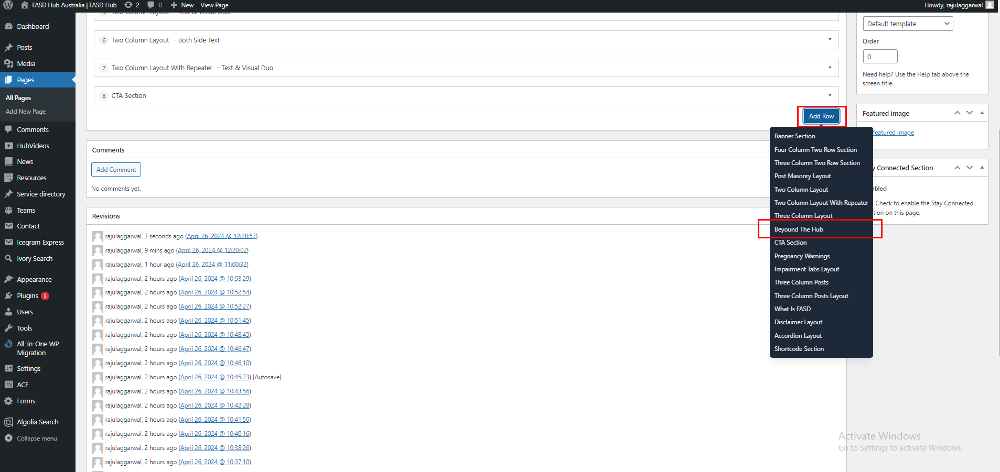 FASD Hub Australia | FASD Hub
2
0
New
View Page
Howdy, rajulaggarwal
Dashboard
Posts
Media
Pages
All Pages
Add New Page
Comments
HubVideos
News
Resources
Service directory
Teams
Contact
Icegram Express
Ivory Search
Appearance
Plugins 2
Users
Tools
All-in-One WP
Migration
Settings
ACF
Forms
Algolia Search
Collapse menu
5 Two Column Layout - Text & Visual Duo
6 Two Column Layout - Both Side Text
7 Two Column Layout With Repeater - Text & Visual Duo
8 CTA Section
Add Row
Banner Section
Four Column Two Row Section
Three Column Two Row Section
Post Masonry Layout
Two Column Layout
Two Column Layout With Repeater
Three Column Layout
Beyound The Hub
CTA Section
Pregnancy Warnings
Impairment Tabs Layout
Three Column Posts
Three Column Posts Layout
What Is FASD
Disclaimer Layout
Accordion Layout
Shortcode Section
Comments
Add Comment
No comments yet.
Revisions
rajulaggarwal, 3 seconds ago (April 26, 2024 @ 12:28:57)
rajulaggarwal, 9 mins ago (April 26, 2024 @ 12:20:02)
rajulaggarwal, 1 hour ago (April 26, 2024 @ 11:00:32)
rajulaggarwal, 2 hours ago (April 26, 2024 @ 10:53:29)
rajulaggarwal, 2 hours ago (April 26, 2024 @ 10:52:54)
rajulaggarwal, 2 hours ago (April 26, 2024 @ 10:52:27)
rajulaggarwal, 2 hours ago (April 26, 2024 @ 10:51:45)
rajulaggarwal, 2 hours ago (April 26, 2024 @ 10:48:45)
rajulaggarwal, 2 hours ago (April 26, 2024 @ 10:46:47)
rajulaggarwal, 2 hours ago (April 26, 2024 @ 10:46:10)
rajulaggarwal, 2 hours ago (April 26, 2024 @ 10:45:23) [Autosave]
rajulaggarwal, 2 hours ago (April 26, 2024 @ 10:43:56)
rajulaggarwal, 2 hours ago (April 26, 2024 @ 10:42:28)
rajulaggarwal, 2 hours ago (April 26, 2024 @ 10:41:50)
rajulaggarwal, 2 hours ago (April 26, 2024 @ 10:40:16)
rajulaggarwal, 2 hours ago (April 26, 2024 @ 10:38:26)
rajulaggarwal, 2 hours ago (April 26, 2024 @ 10:37:10)
Default template
Order
0
Need help? Use the Help tab above the
screen title.
Featured image
featured image
Connected Section
Check to enable the Stay Connected
on this page.
Activate Windows
Go to Settings to activate Windows.